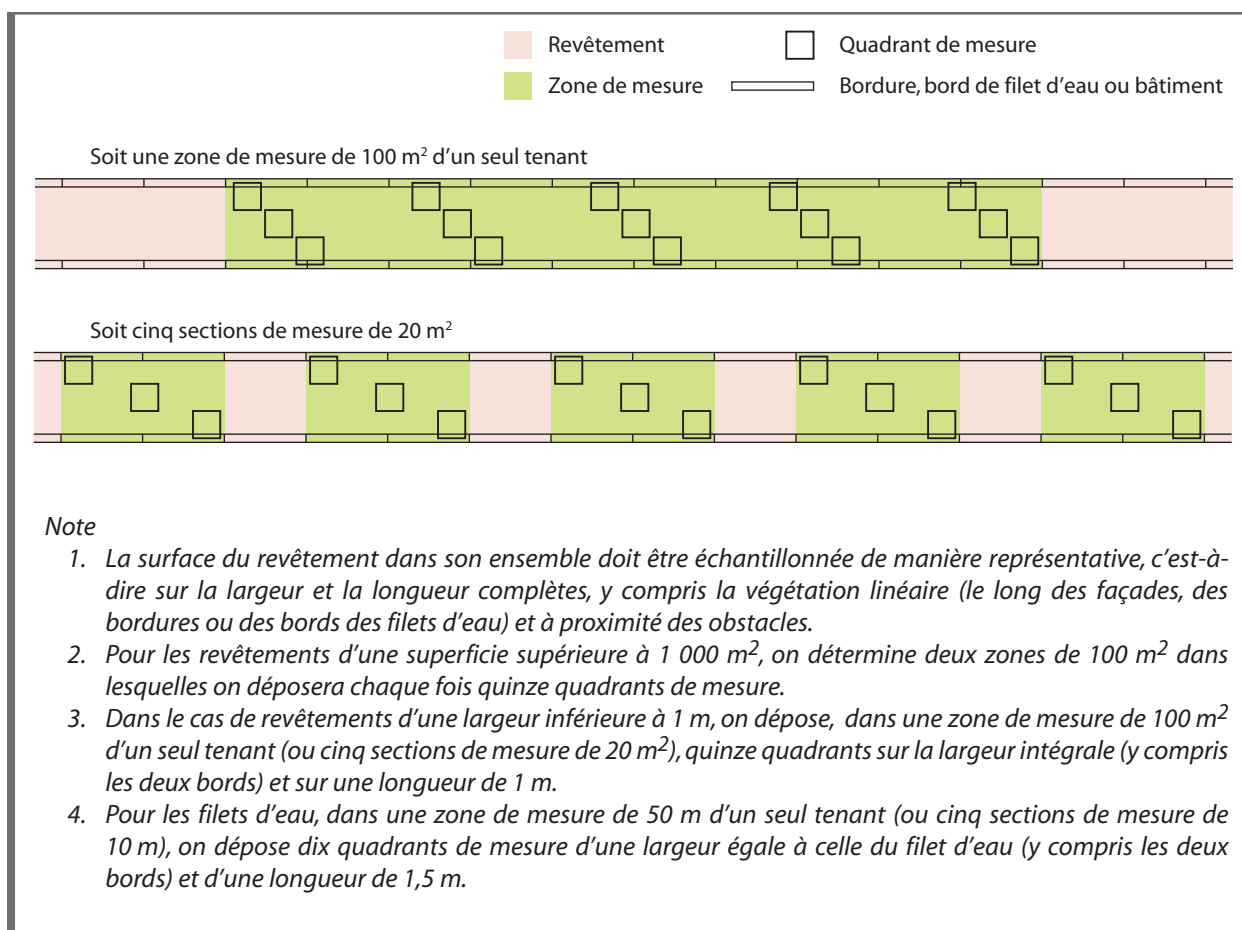 Revêtement
Quadrant de mesure
Zone de mesure
Bordure, bord de filet d'eau ou bâtiment
Soit une zone de mesure de 100 m² d'un seul tenant
Soit cinq sections de mesure de 20 m²
Note
1. La surface du revêtement dans son ensemble doit être échantillonnée de manière représentative, c'est-à-
dire sur la largeur et la longueur complètes, y compris la végétation linéaire (le long des façades, des
bordures ou des bords des filets d'eau) et à proximité des obstacles.
2. Pour les revêtements d'une superficie supérieure à 1 000 m², on détermine deux zones de 100 m² dans
lesquelles on déposera chaque fois quinze quadrants de mesure.
3. Dans le cas de revêtements d'une largeur inférieure à 1 m, on dépose, dans une zone de mesure de 100 m²
d'un seul tenant (ou cinq sections de mesure de 20 m²), quinze quadrants sur la largeur intégrale (y compris
les deux bords) et sur une longueur de 1 m.
4. Pour les filets d'eau, dans une zone de mesure de 50 m d'un seul tenant (ou cinq sections de mesure de
10 m), on dépose dix quadrants de mesure d'une largeur égale à celle du filet d'eau (y compris les deux
bords) et d'une longueur de 1,5 m.